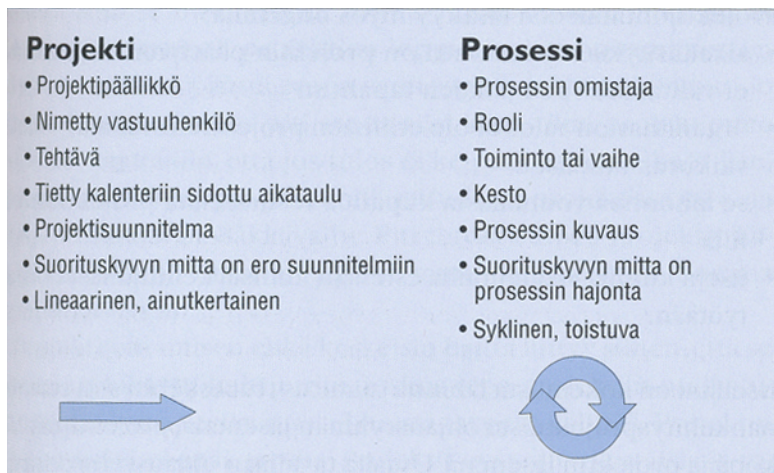 Projekti
• Projektipäällikkö
• Nimetty vastuuhenkilö
• Tehtävä
• Tietty kalenteriin sidottu aikataulu
• Projektisuunnitelma
• Suorituskyvyn mitta on ero suunnitelmiin
• Lineaarinen, ainutkertainen
Prosessi
• Prosessin omistaja
• Rooli
• Toiminto tai vaihe
• Kesto
• Prosessin kuvaus
• Suorituskyvyn mitta on
prosessin hajonta
• Syklinen, toistuva